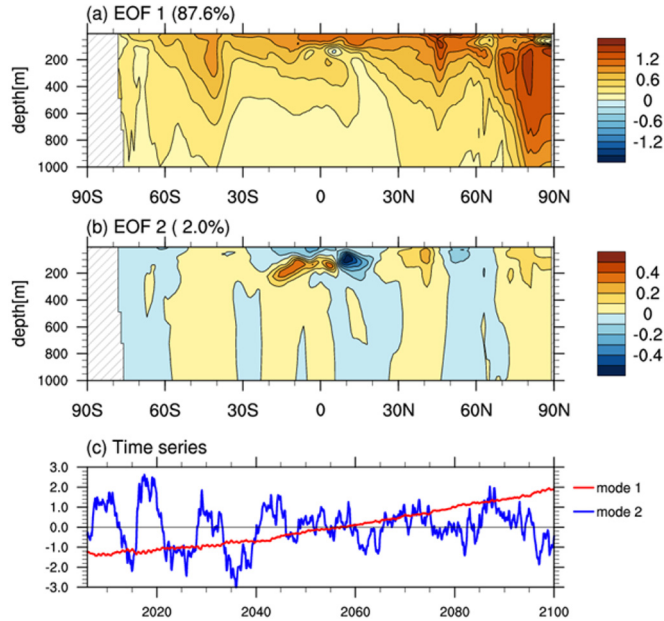 (a) EOF 1 (87.6%)
depth[m]
200
400
600
800
1000
90S 60S 30S 0 30N 60N 90N
1.2
0.6
0
-0.6
-1.2
(b) EOF 2 ( 2.0%)
depth[m]
200
400
600
800
1000
90S 60S 30S 0 30N 60N 90N
0.4
0.2
0
-0.2
-0.4
(c) Time series
3.0
2.0
1.0
0.0
-1.0
-2.0
-3.0
2020 2040 2060 2080 2100
mode 1
mode 2